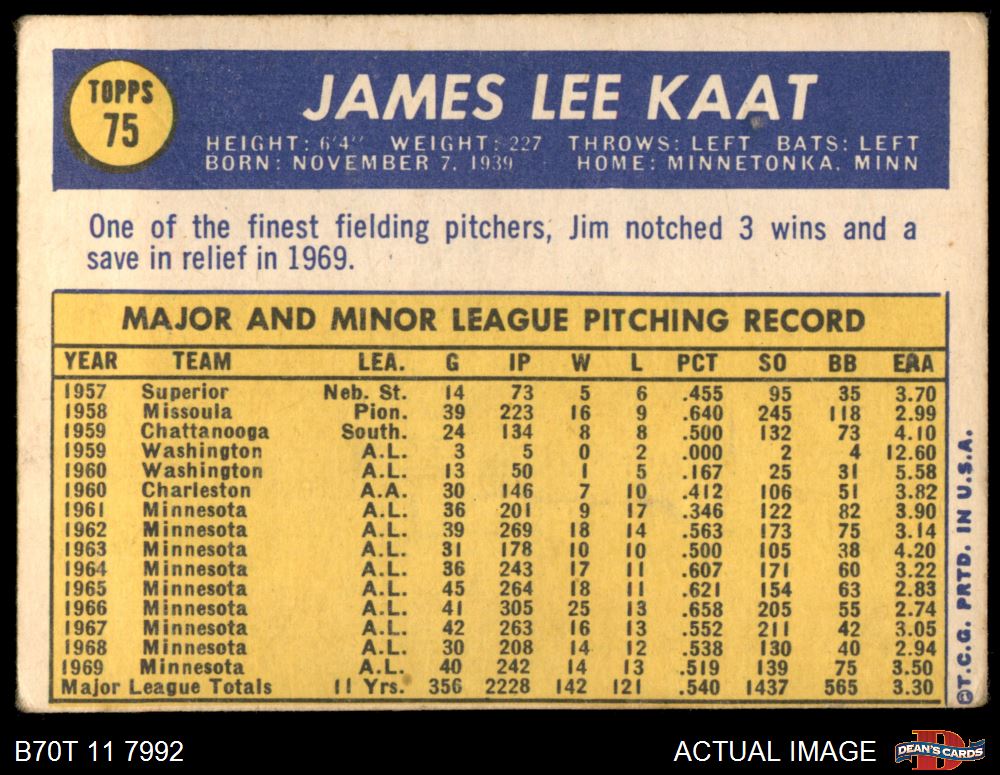 TOPPS
75
JAMES LEE KAAT
HEIGHT: 6'4" WEIGHT: 227 THROWS: LEFT BATS: LEFT
BORN: NOVEMBER 7, 1939 HOME: MINNETONKA, MINN
One of the finest fielding pitchers, Jim notched 3 wins and a
save in relief in 1969.
MAJOR AND MINOR LEAGUE PITCHING RECORD
YEAR TEAM LEA. G IP W L PCT SO BB ERA
1957 Superior Neb. St. 14 73 5 6 .455 95 35 3.70
1958 Missoula Pion. 39 223 16 9 .640 245 118 2.99
1959 Chattanooga South. 24 134 8 8 .500 132 73 4.10
1959 Washington A.L. 3 5 0 2 .000 2 4 12.60
1960 Washington A.L. 13 50 1 5 .167 25 31 5.58
1960 Charleston A.A. 30 146 7 10 .412 106 51 3.82
1961 Minnesota A.L. 36 201 9 17 .346 122 82 3.90
1962 Minnesota A.L. 39 269 18 14 .563 173 75 3.14
1963 Minnesota A.L. 31 178 10 10 .500 105 38 4.20
1964 Minnesota A.L. 36 243 17 11 .607 171 60 3.22
1965 Minnesota A.L. 45 264 18 11 .621 154 63 2.83
1966 Minnesota A.L. 41 305 25 13 .658 205 55 2.74
1967 Minnesota A.L. 42 263 16 13 .552 211 42 3.05
1968 Minnesota A.L. 30 208 14 12 .538 130 40 2.94
1969 Minnesota A.L. 40 242 14 13 .519 139 75 3.50
Major League Totals 11 Yrs. 356 2228 142 121 .540 1437 565 3.30
©T.C.G. PRTD. IN U.S.A.
B70T 11 7992
ACTUAL IMAGE
DEAN'S CARDS